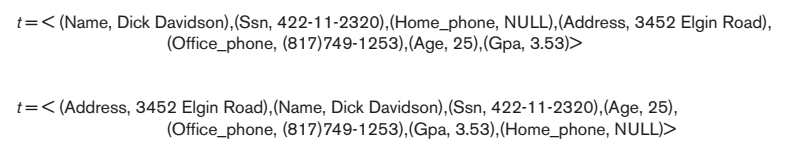 t = < (Name, Dick Davidson),(Ssn, 422-11-2320),(Home_phone, NULL),(Address, 3452 Elgin Road),
(Office_phone, (817)749-1253),(Age, 25),(Gpa, 3.53)>
t = < (Address, 3452 Elgin Road),(Name, Dick Davidson),(Ssn, 422-11-2320),(Age, 25),
(Office_phone, (817)749-1253),(Gpa, 3.53),(Home_phone, NULL)>